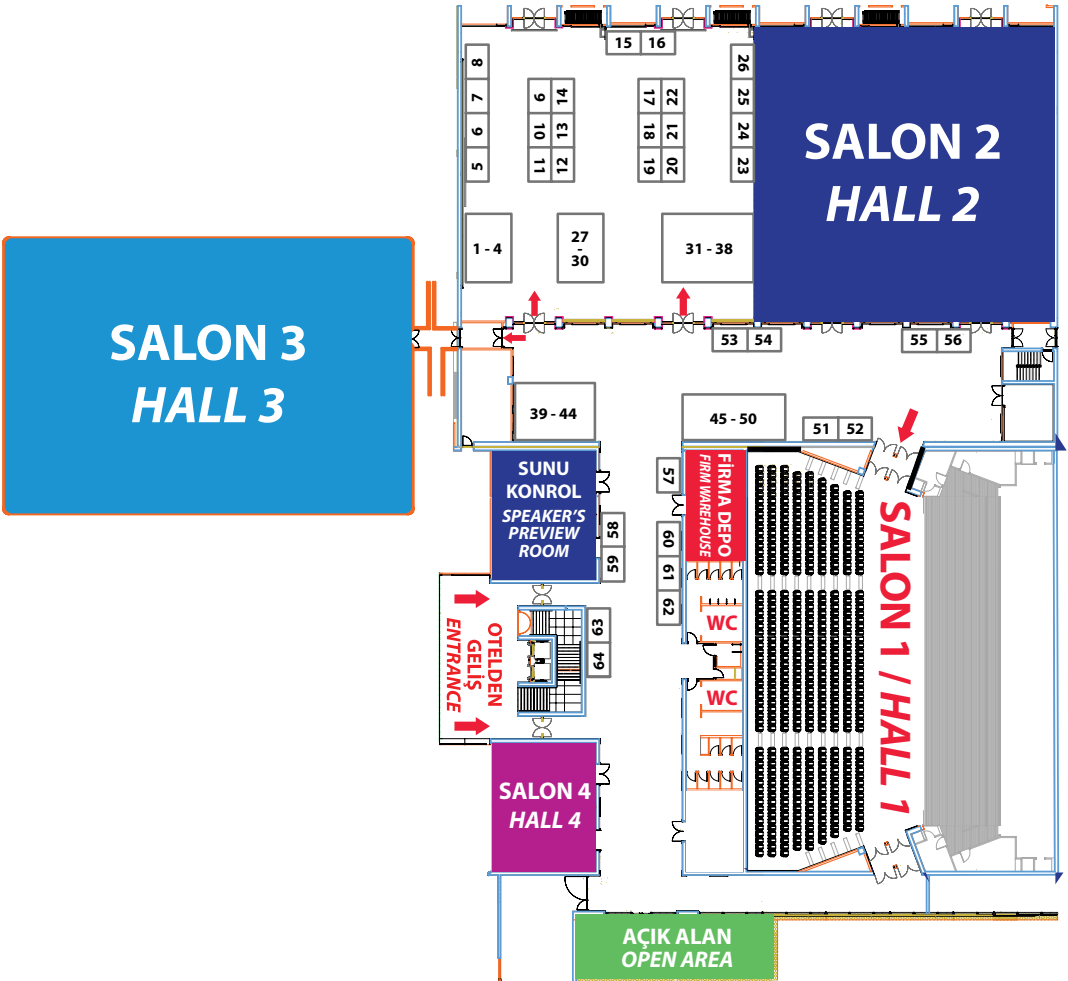 15
16
8
7
6
5
9
10
11
14
13
12
17
18
19
22
21
20
26
25
24
23
SALON 2
HALL 2
1 - 4
27
-
30
31 - 38
SALON 3
HALL 3
53
54
55
56
39 - 44
45 - 50
51
52
SUNU
KONROL
SPEAKER'S
PREVIEW
ROOM
57
58
59
60
61
62
63
64
FİRMA DEPO
FIRM WAREHOUSE
WC
WC
SALON 1 / HALL 1
OTELDEN
GELİŞ
ENTRANCE
SALON 4
HALL 4
AÇIK ALAN
OPEN AREA